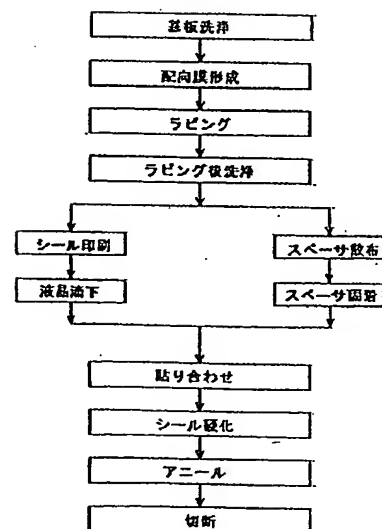 基板洗浄
配向膜形成
ラビング
ラビング後洗浄
シール印刷
スペーサ散布
液晶滴下
スペーサ固着
貼り合わせ
シール硬化
アニール
切断